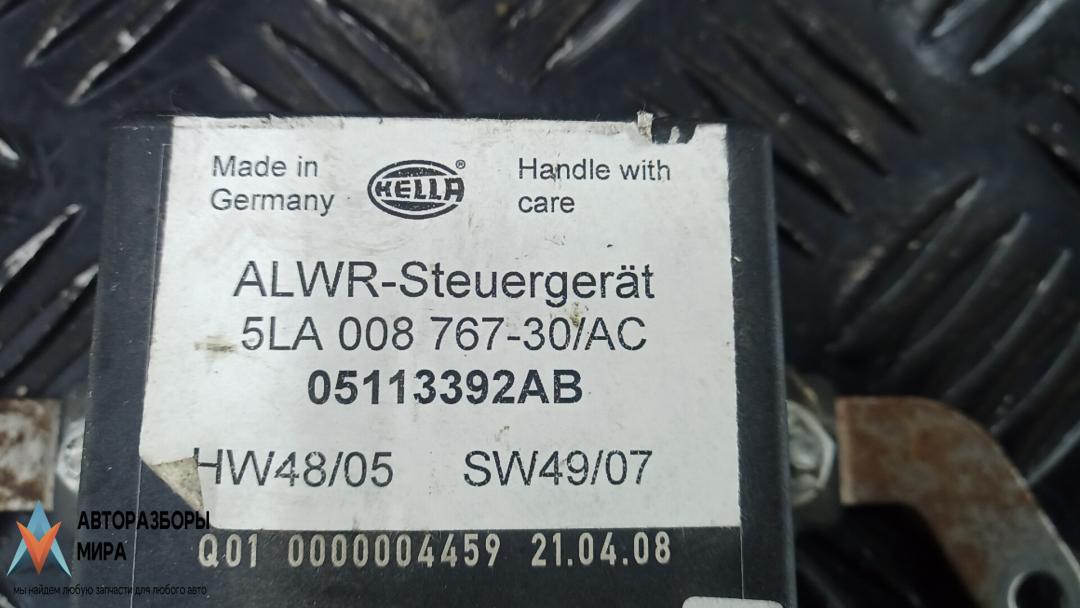 Made in
Germany
HELLA®
Handle with
care
ALWR-Steuergerät
5LA 008 767-30/AC
05113392AB
HW48/05 SW49/07
Q01 0000004459 21.04.08
АВТОРАЗБОРЫ
МИРА
мы найдем любую запчасти для любого авто